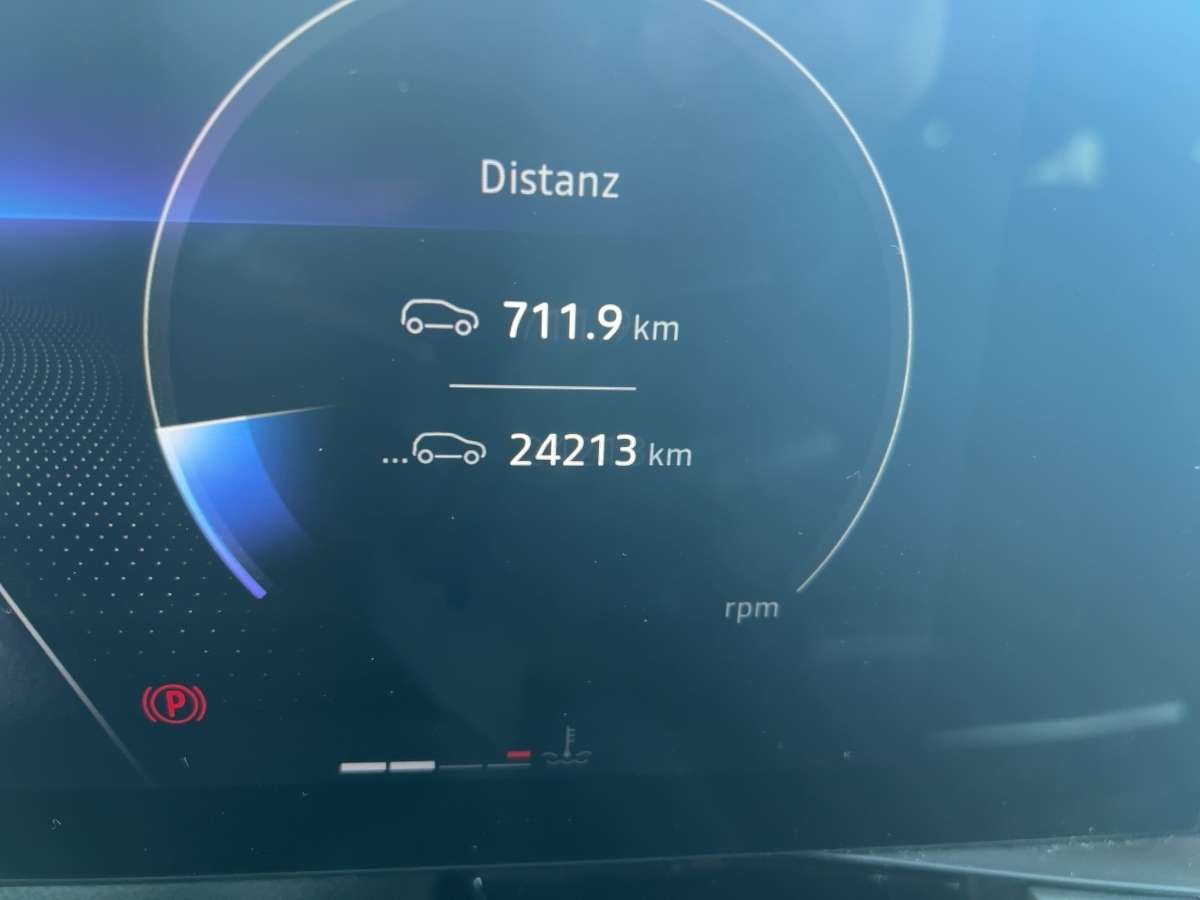 Distanz
711.9 km
...24213 km
rpm
P